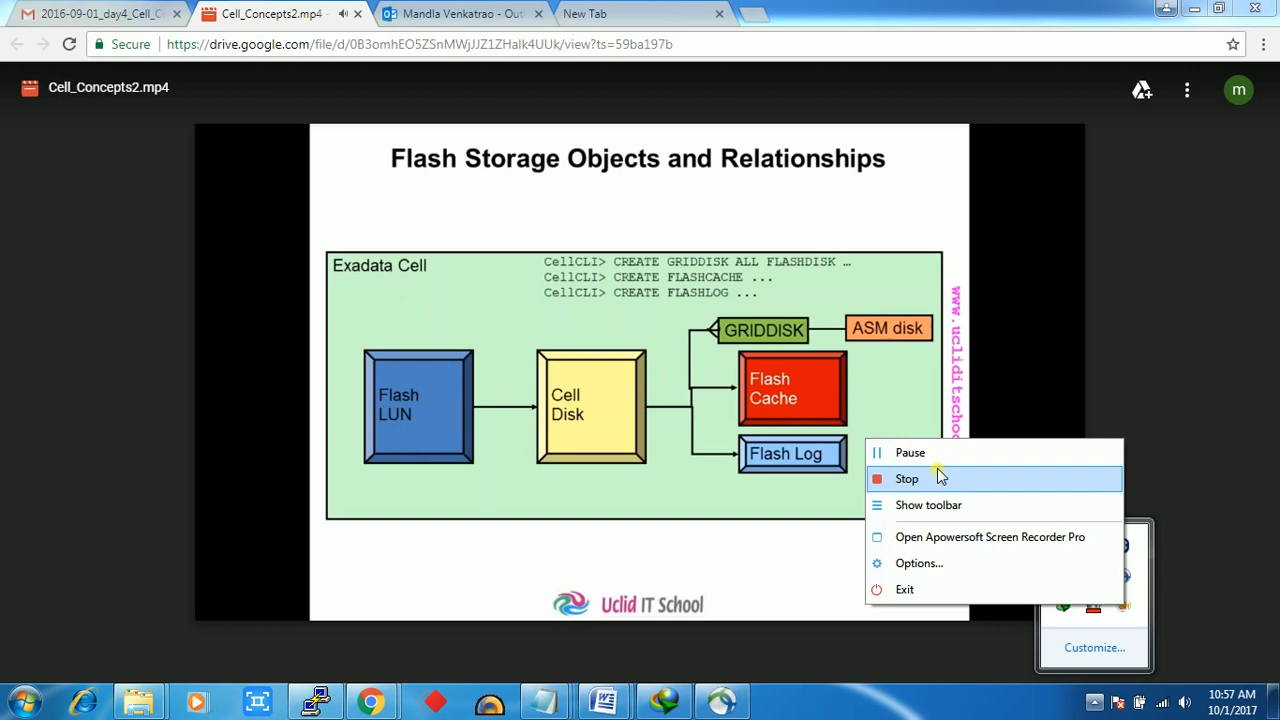 2016-09-01_day4_Cell_C
Cell_Concepts2.mp4 -
Mandla Venkatrao - Outl
New Tab
Secure
https://drive.google.com/file/d/0B3omhEO5ZSnMWjJJZ1ZHalk4UUk/view?ts=59ba197b
Cell_Concepts2.mp4
m
Flash Storage Objects and Relationships
Exadata Cell
CellCLI> CREATE GRIDDISK ALL FLASHDISK …
CellCLI> CREATE FLASHCACHE ...
CellCLI> CREATE FLASHLOG ...
GRIDDISK
ASM disk
Flash
LUN
Cell
Disk
Flash
Cache
Flash Log
www.ucliditschoo
Pause
Stop
Show toolbar
Open Apowersoft Screen Recorder Pro
Options...
Exit
Uclid IT School
Customize...
10:57 AM
10/1/2017